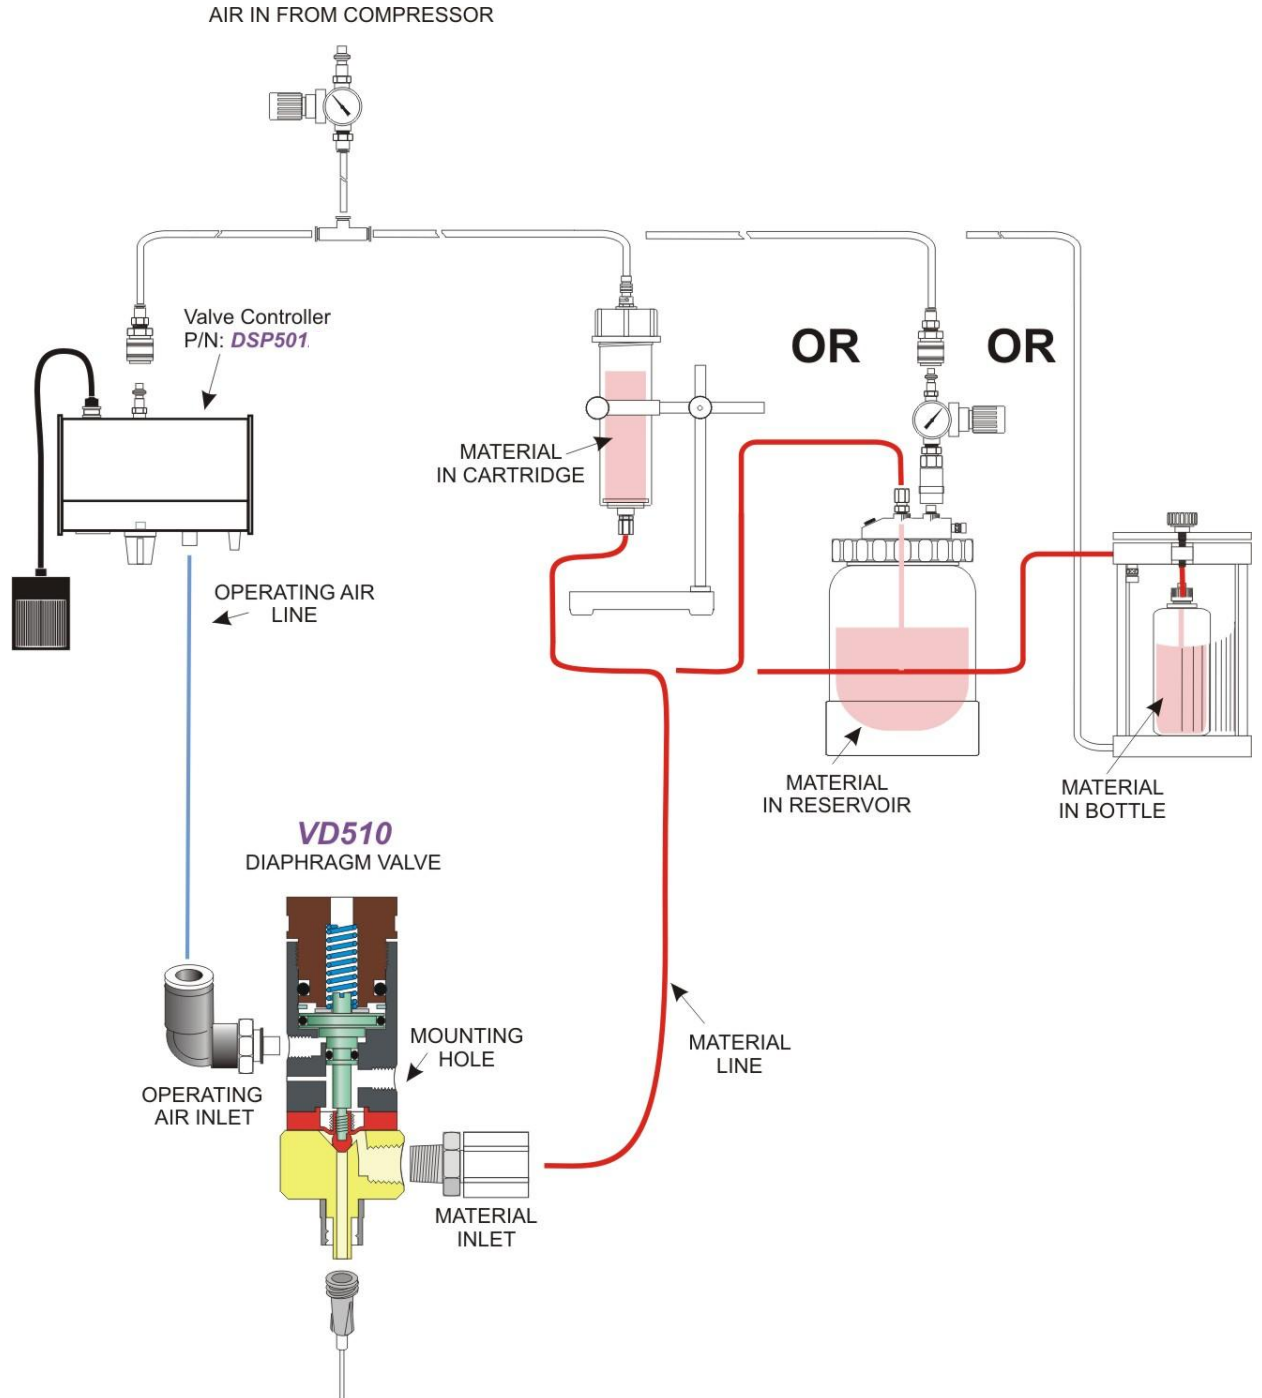 AIR IN FROM COMPRESSOR
Valve Controller
P/N: DSP501.
OR
OR
MATERIAL
IN CARTRIDGE
OPERATING AIR
LINE
MATERIAL
IN RESERVOIR
MATERIAL
IN BOTTLE
VD510
DIAPHRAGM VALVE
MOUNTING
HOLE
MATERIAL
LINE
OPERATING
AIR INLET
MATERIAL
INLET